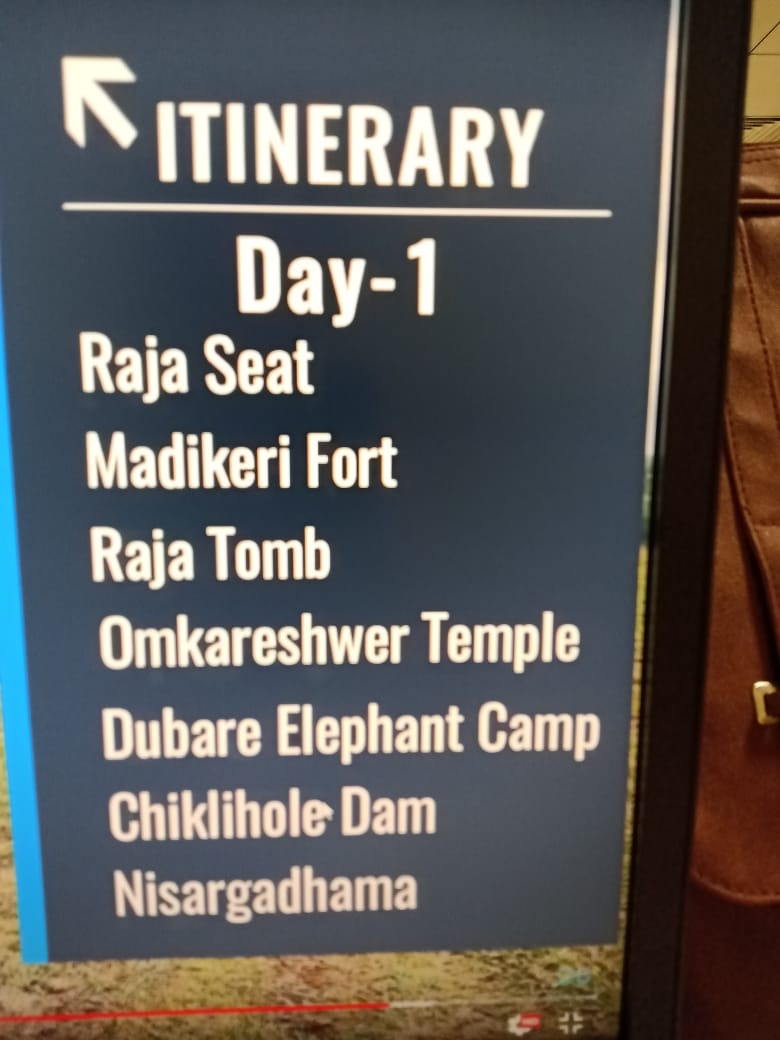 ITINERARY
Day-1
Raja Seat
Madikeri Fort
Raja Tomb
Omkareshwer Temple
Dubare Elephant Camp
Chiklihole Dam
Nisargadhama